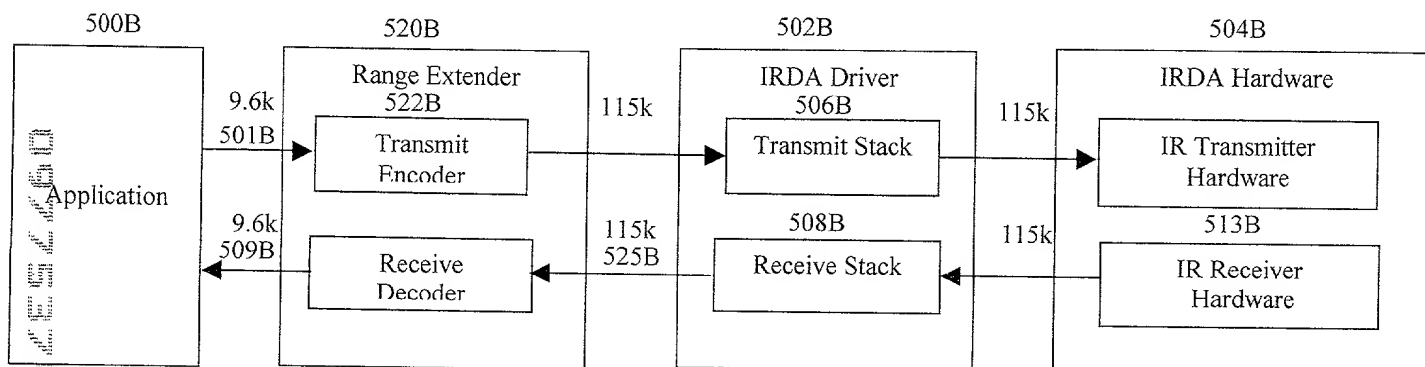 500B
520B
502B
504B
Range Extender
IRDA Driver
IRDA Hardware
9.6k
522B
115k
506B
115k
501B
Transmit
Encoder
Transmit Stack
IR Transmitter
Hardware
Application
9.6k
509B
115k
525B
508B
115k
513B
Receive
Decoder
Receive Stack
IR Receiver
Hardware